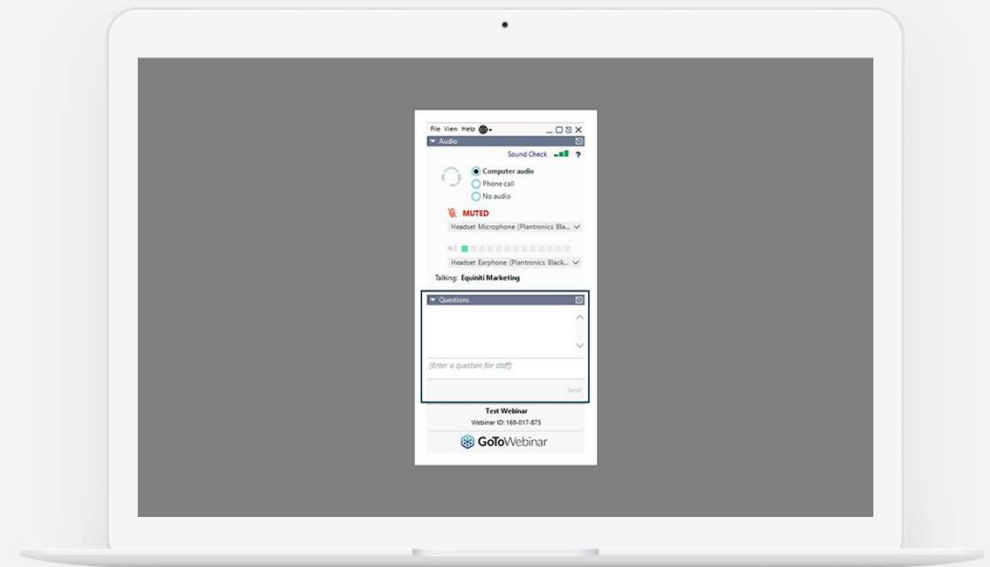 File View Help
Audio
Sound Check ?
Computer audio
Phone call
No audio
MUTED
Headset Microphone (Plantronics Bla...
Headset Earphone (Plantronics Black...
Talking: Equiniti Marketing
Questions
[Enter a question for staff]
Send
Test Webinar
Webinar ID: 169-017-875
GoToWebinar